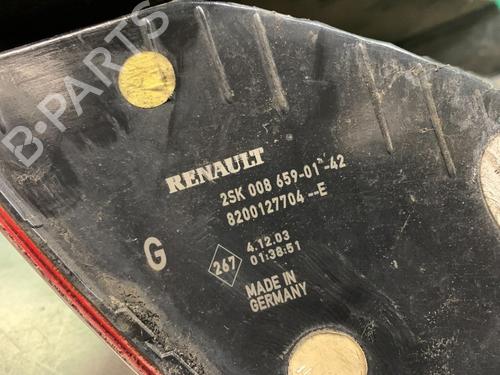 B-PARTS
RENAULT
2SK 008 659-01 -42
8200127704--E
G
267
4.12.03
01:38:51
MADE IN
GERMANY